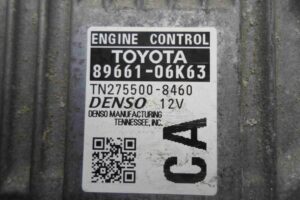 ENGINE CONTROL
TOYOTA
89661-06K63
TN275500-8460
DENSO 12V
DENSO MANUFACTURING
TENNESSEE, INC.
CA